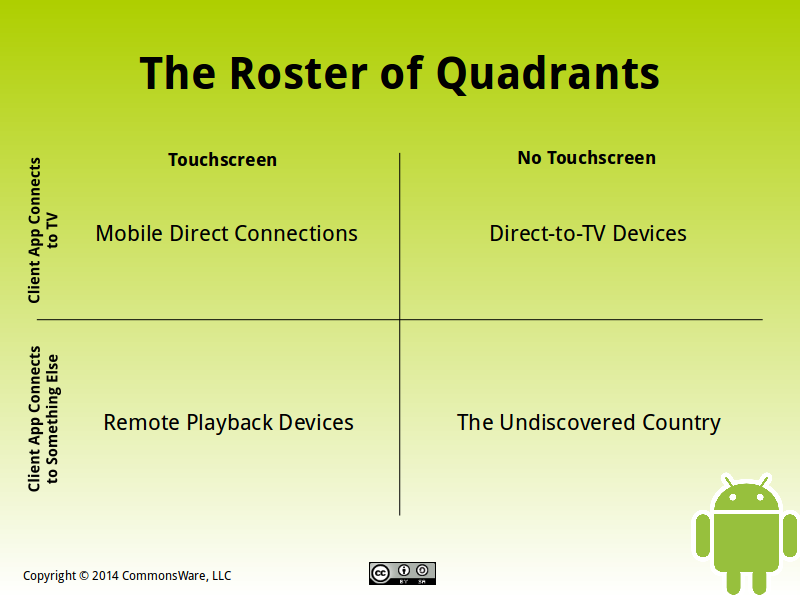 The Roster of Quadrants
Touchscreen
No Touchscreen
Client App Connects
to TV
Mobile Direct Connections
Direct-to-TV Devices
Client App Connects
to Something Else
Remote Playback Devices
The Undiscovered Country
Copyright © 2014 CommonsWare, LLC
cc
BY SA